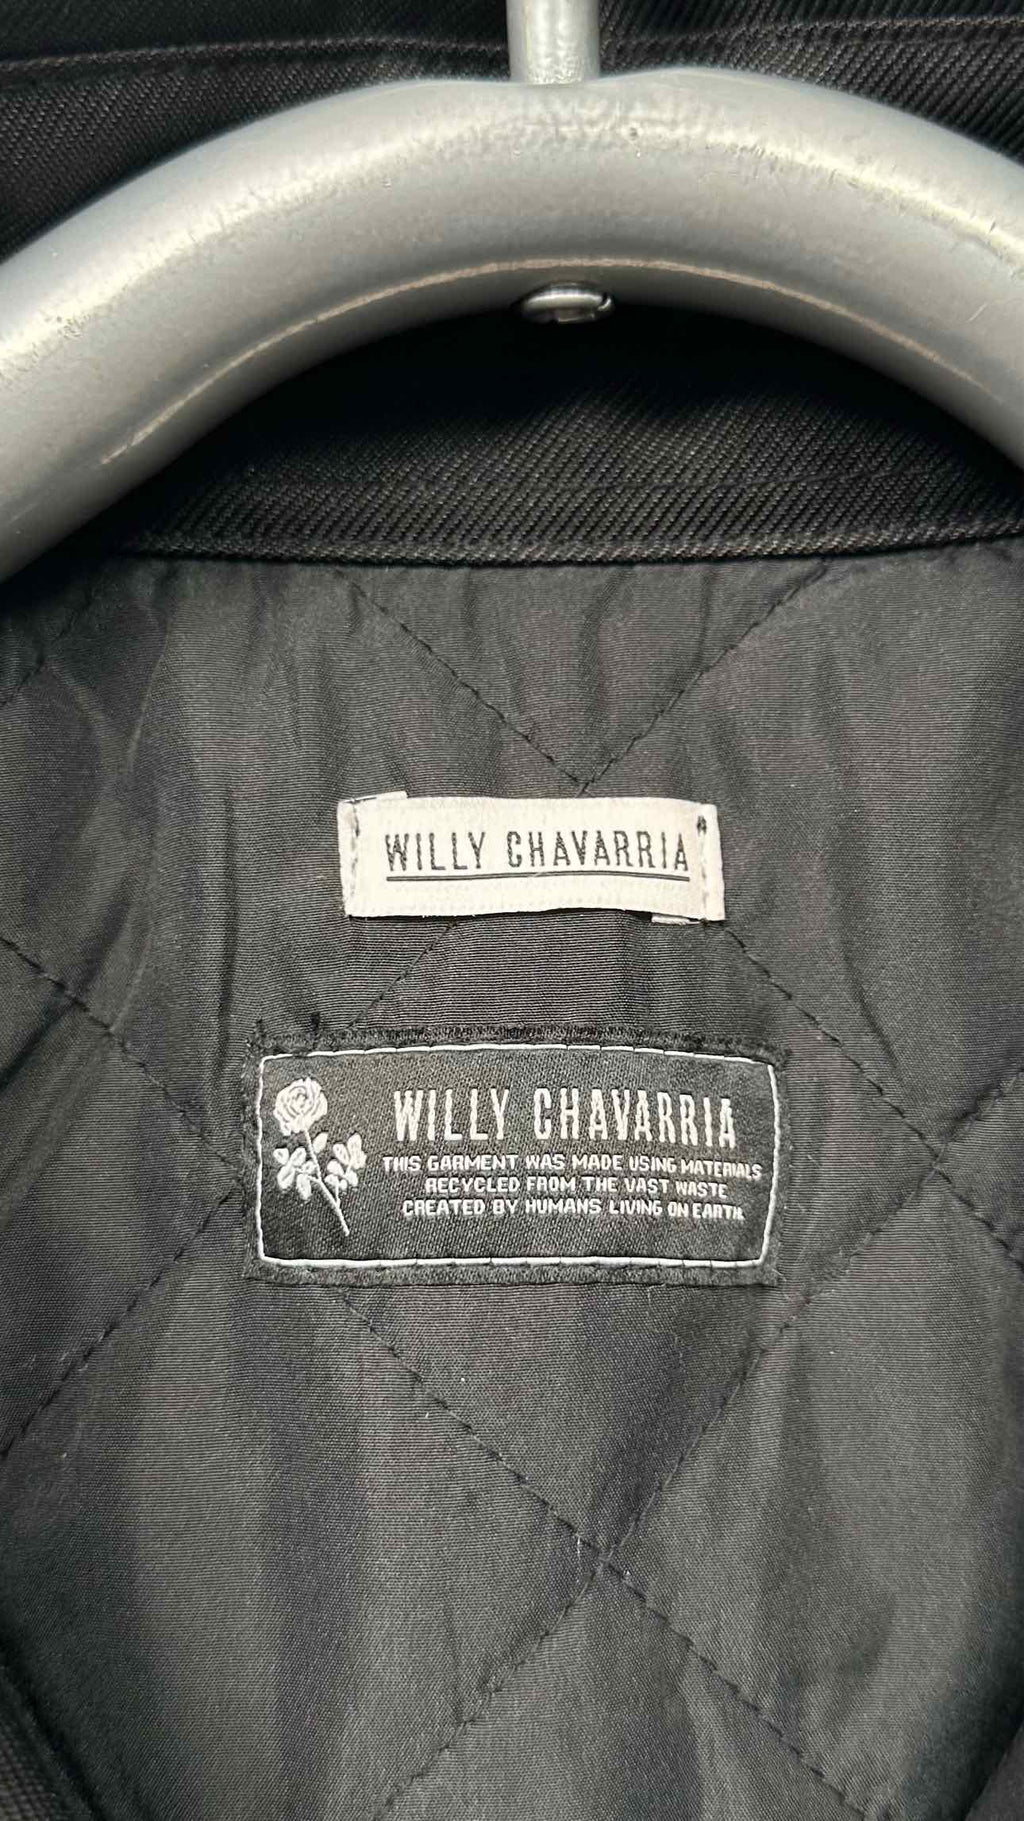 WILLY CHAVARRIA
WILLY CHAVARRIA
THIS GARMENT WAS MADE USING MATERIALS
RECYCLED FROM THE VAST WASTE
CREATED BY HUMANS LIVING ON EARTH